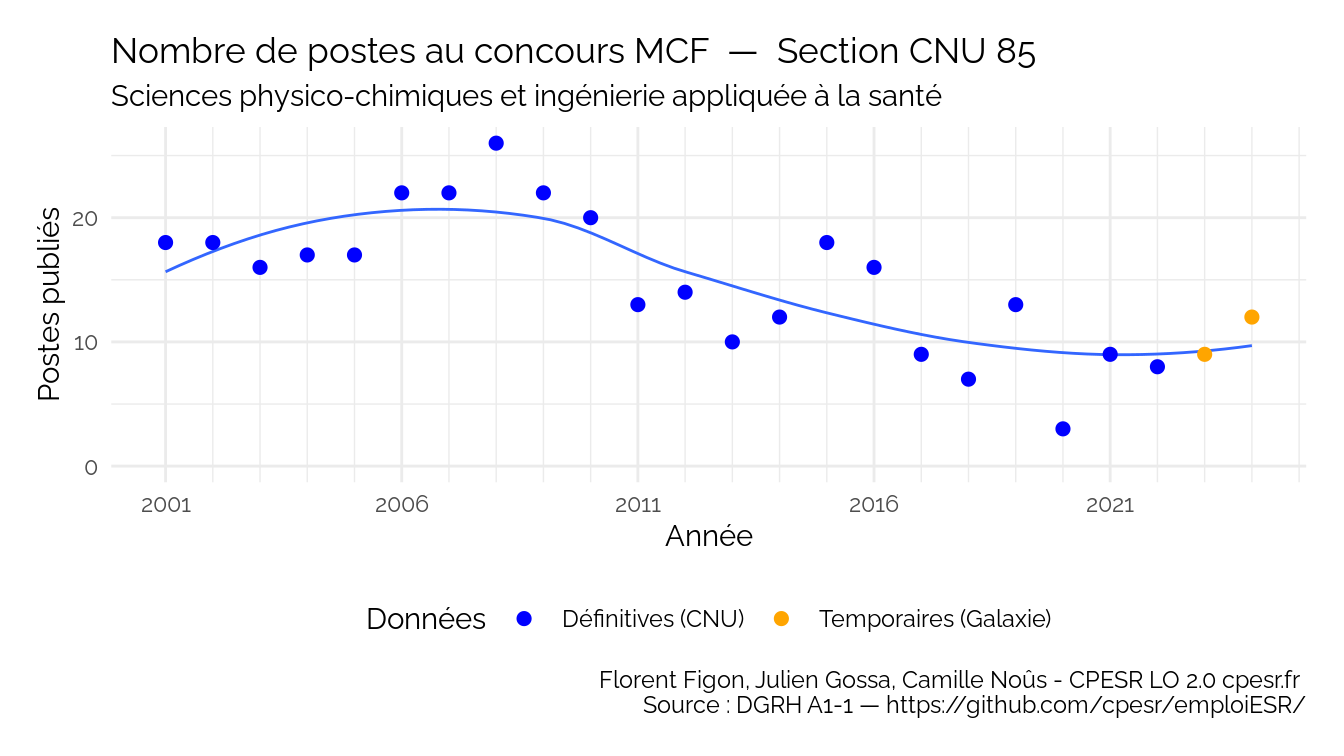 Nombre de postes au concours MCF — Section CNU 85
Sciences physico-chimiques et ingénierie appliquée à la santé
Postes publiés
20
10
0
2001 2006 2011 2016 2021
Année
Données Définitives (CNU) Temporaires (Galaxie)
Florent Figon, Julien Gossa, Camille Noûs - CPESR LO 2.0 cpesr.fr
Source : DGRH A1-1 — https://github.com/cpesr/emploiESR/